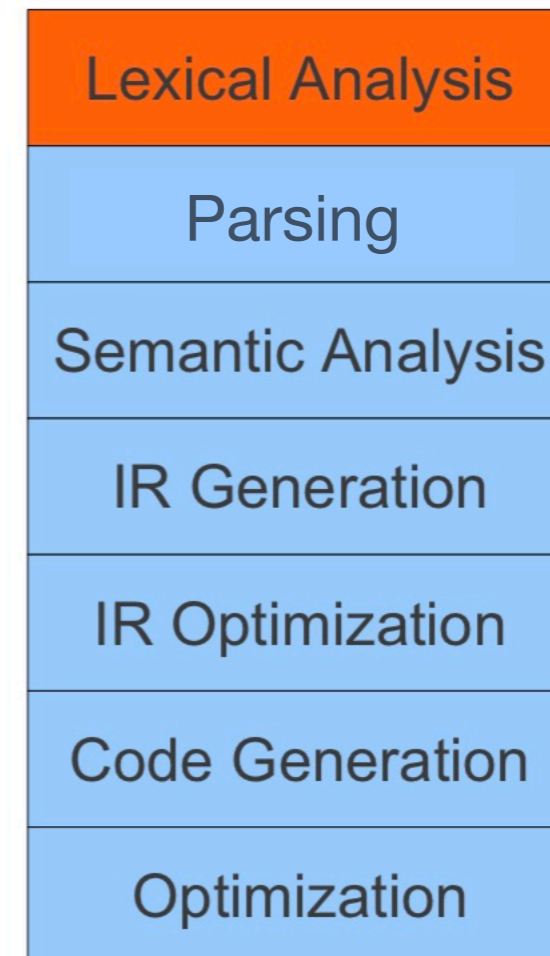 Lexical Analysis
Parsing
Semantic Analysis
IR Generation
IR Optimization
Code Generation
Optimization